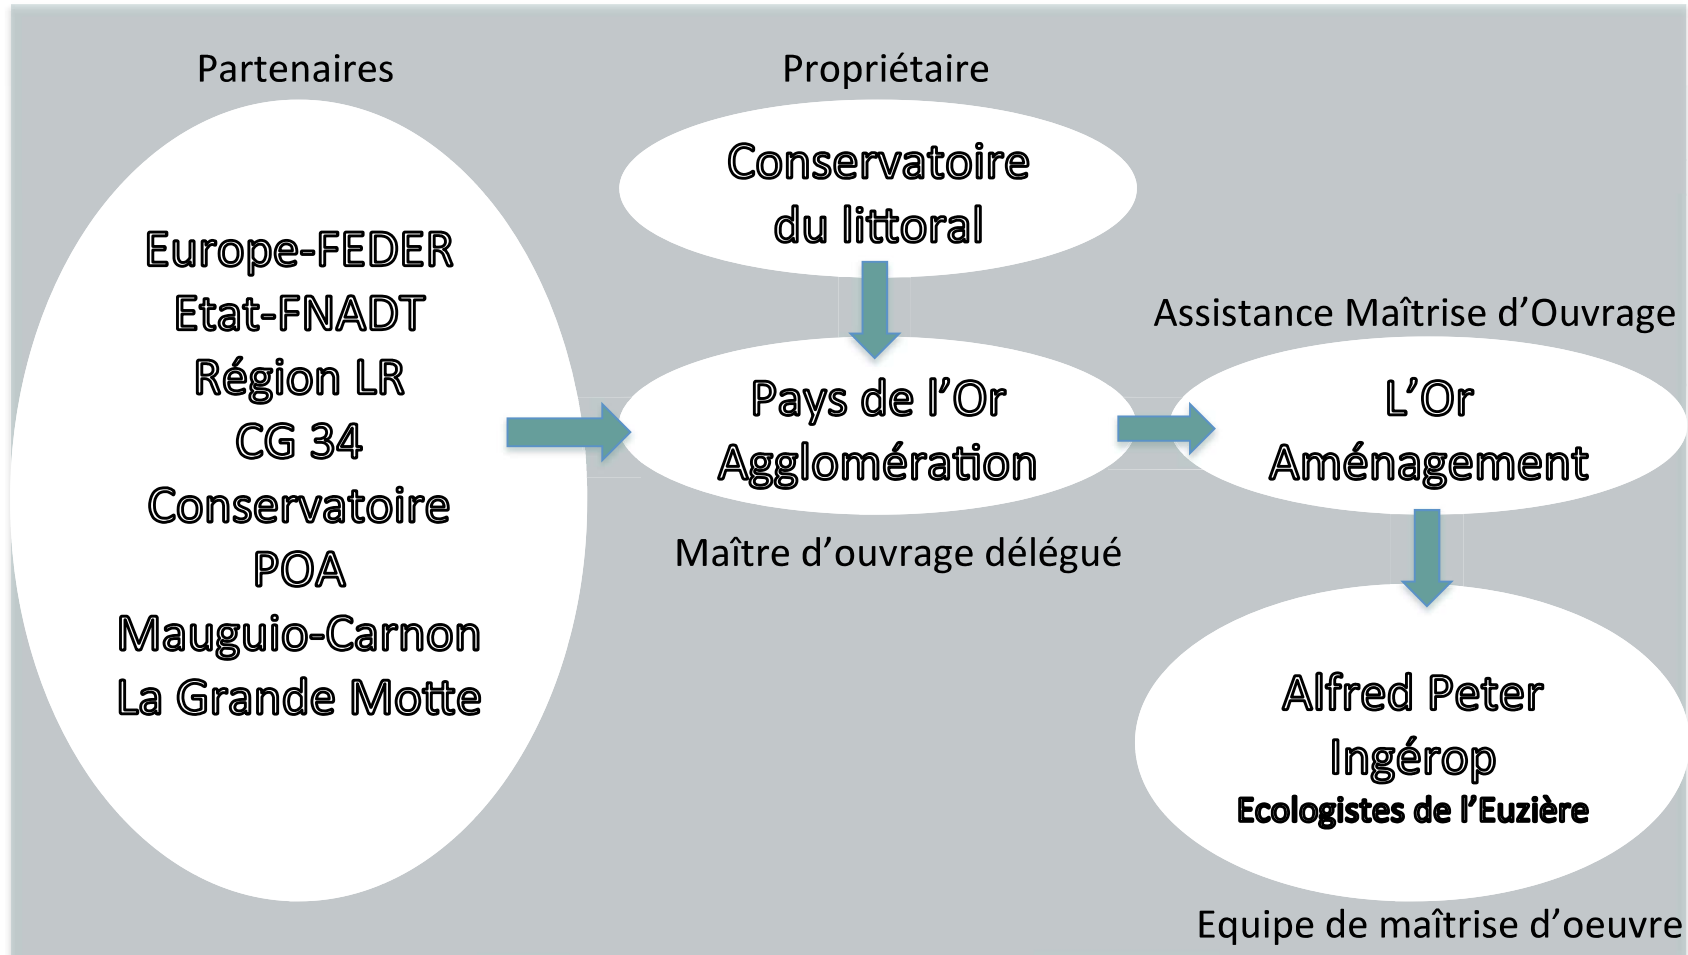 Partenaires
Europe-FEDER
Etat-FNADT
Région LR
CG 34
Conservatoire
POA
Mauguio-Carnon
La Grande Motte
Propriétaire
Conservatoire
du littoral
Pays de l’Or
Agglomération
Maître d’ouvrage délégué
Assistance Maîtrise d’Ouvrage
L’Or
Aménagement
Alfred Peter
Ingérop
Ecologistes de l’Euzière
Equipe de maîtrise d’oeuvre